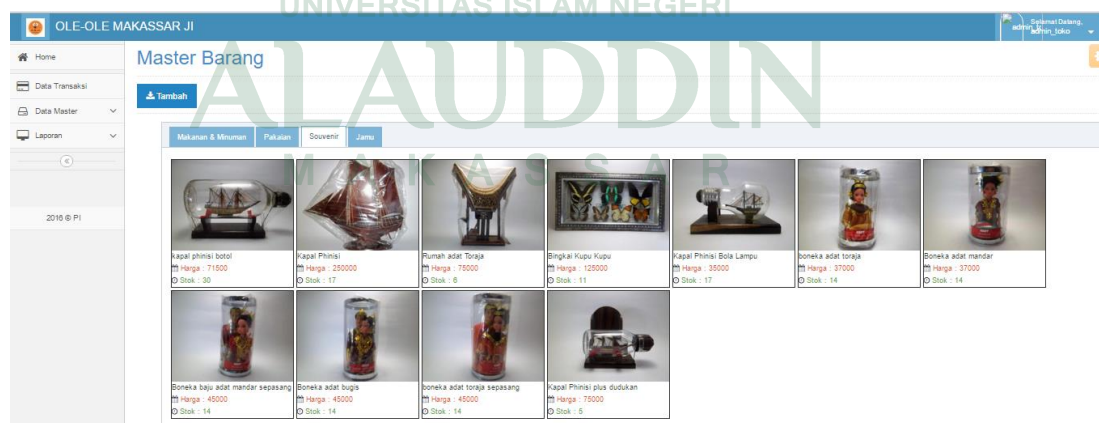 UNIVERSITAS ISLAM NEGERI
OLE-OLE MAKASSAR JI
Selamat Datang,
admin_toko
Home
Data Transaksi
Data Master
Laporan
2016 © PI
Master Barang
Tambah
ALAUDDIN
Makanan & Minuman Pakaian Souvenir Jamu
MAKASSAR
kapal phinisi botol
Harga : 71500
Stok : 30
Kapal Phinisi
Harga : 250000
Stok : 17
Rumah adat Toraja
Harga : 75000
Stok : 6
Bingkai Kupu Kupu
Harga : 125000
Stok : 11
Kapal Phinisi Bola Lampu
Harga : 35000
Stok : 17
boneka adat toraja
Harga : 37000
Stok : 14
Boneka adat mandar
Harga : 37000
Stok : 14
Boneka baju adat mandar sepasang
Harga : 45000
Stok : 14
Boneka adat bugis
Harga : 45000
Stok : 14
boneka adat toraja sepasang
Harga : 45000
Stok : 14
Kapal Phinisi plus dudukan
Harga : 75000
Stok : 5